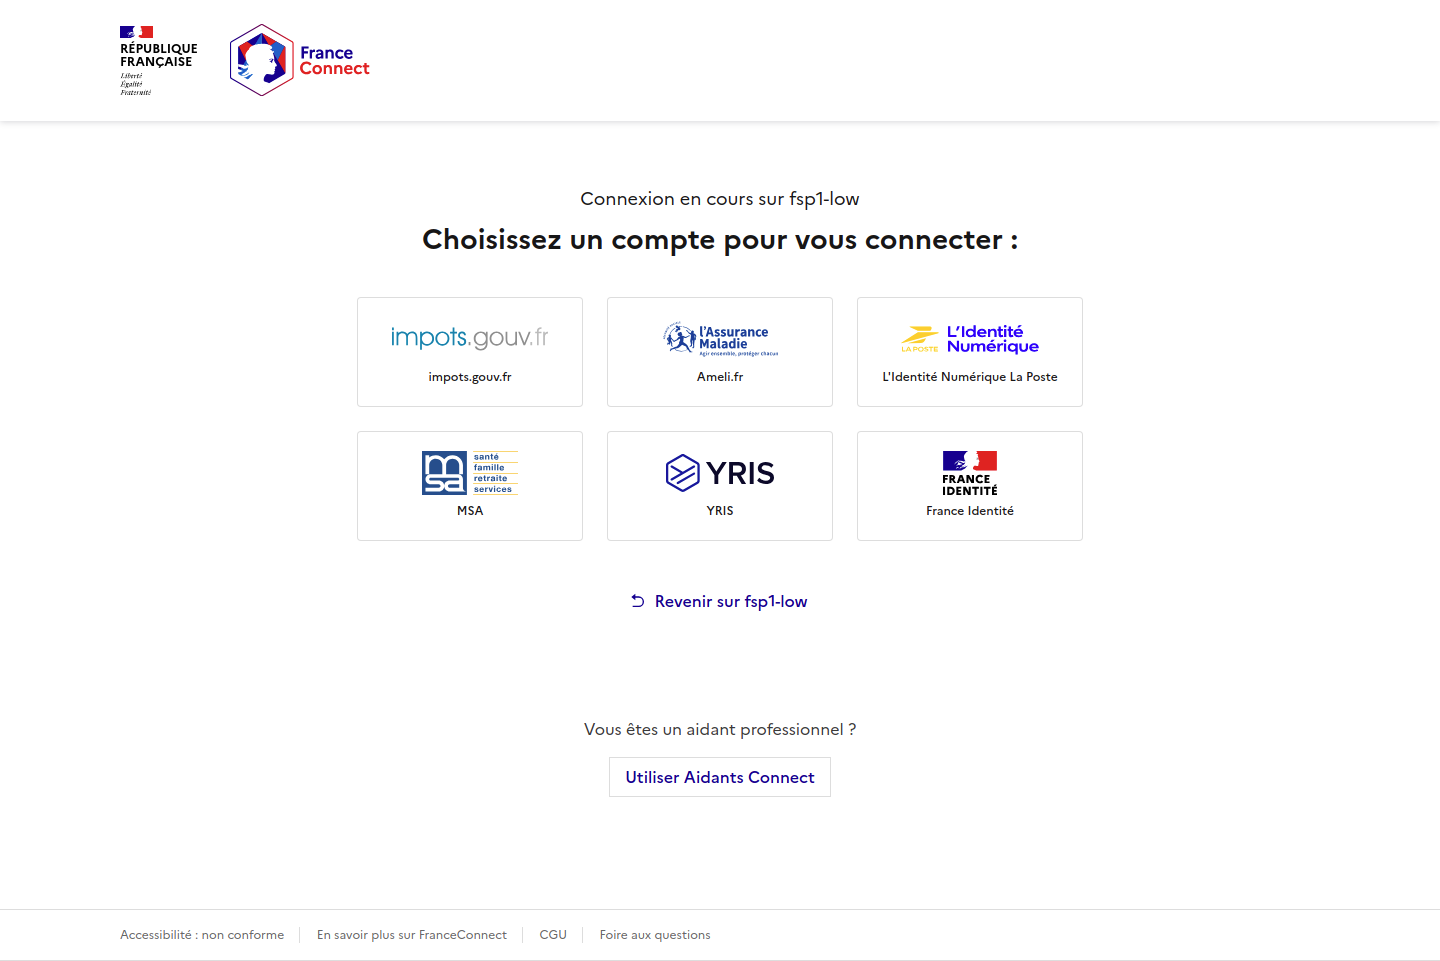 RÉPUBLIQUE
FRANÇAISE
Liberté
Égalité
Fraternité
France
Connect
Connexion en cours sur fsp1-low
Choisissez un compte pour vous connecter :
impots.gouv.fr
impots.gouv.fr
l'Assurance
Maladie
Agir ensemble, protéger chacun
Ameli.fr
LA POSTE
L'Identité
Numérique
L'Identité Numérique La Poste
msa
santé
famille
retraite
services
MSA
YRIS
YRIS
FRANCE
IDENTITÉ
France Identité
Revenir sur fsp1-low
Vous êtes un aidant professionnel ?
Utiliser Aidants Connect
Accessibilité : non conforme
En savoir plus sur FranceConnect
CGU
Foire aux questions